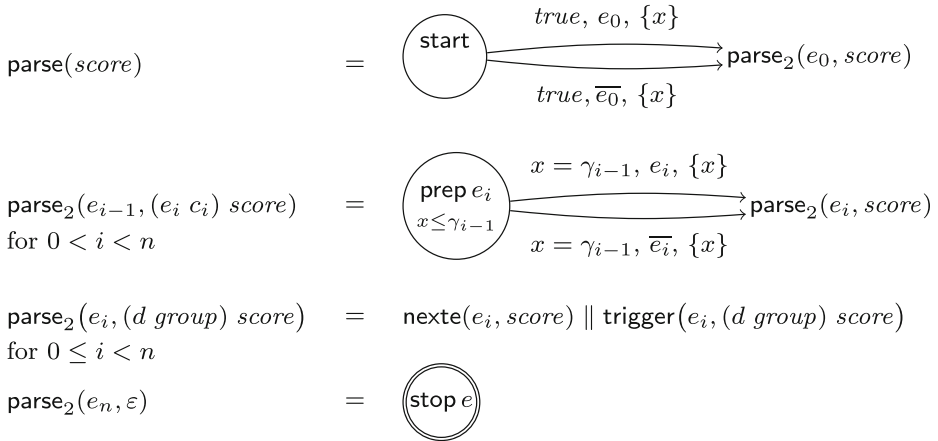 true, e₀, {x}
parse(score) = start parse₂(e₀, score)
true, e̅₀̅, {x}
x = γᵢ₋₁, eᵢ, {x}
parse₂(eᵢ₋₁, (eᵢ cᵢ) score) = prep eᵢ parse₂(eᵢ, score)
x≤γᵢ₋₁
for 0 < i < n
x = γᵢ₋₁, e̅ᵢ̅, {x}
parse₂(eᵢ, (d group) score) = nexte(eᵢ, score) ∥ trigger(eᵢ, (d group) score)
for 0 ≤ i < n
parse₂(eₙ, ε) = stop e